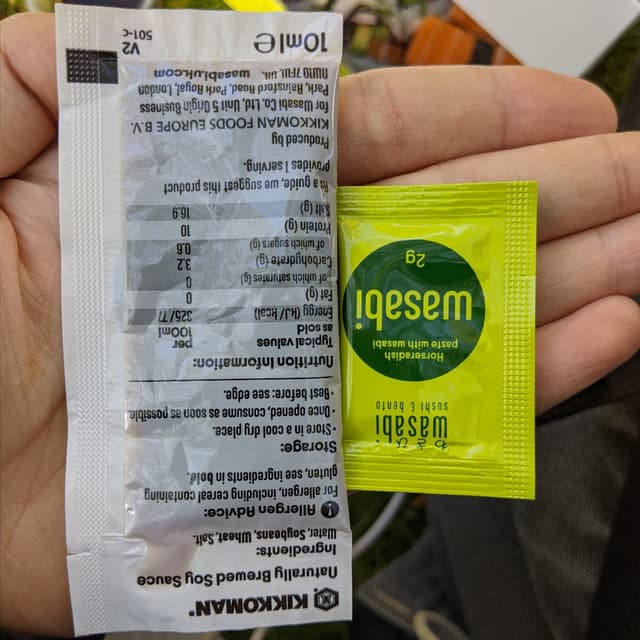 KIKKOMAN®
Naturally Brewed Soy Sauce
Ingredients:
Water, Soybeans, Wheat, Salt.
Allergen Advice:
For allergen, including cereal containing
gluten, see ingredients in bold.
Storage:
• Store in a cool dry place.
• Once opened, consume as soon as possible.
• Best before: see edge.
Nutrition Information:
Typical values per
as sold 100ml
Energy (kJ/ kcal) 325/77
Fat (g) 0
of which saturates (g) 0
Carbohydrate (g) 3.2
of which sugars (g) 0.6
Protein (g) 10
Salt (g) 16.9
As a guide, we suggest this product
provides 1 serving.
Produced by
KIKKOMAN FOODS EUROPE B.V.
for Wasabi Co. Ltd, Unit 5 Origin Business
Park, Rainsford Road, Park Royal, London
NW10 7FW, UK. wasabi.uk.com
10ml e
V2
501-C
わさび
wasabi
sushi & bento
Horseradish
paste with wasabi
wasabi
2g